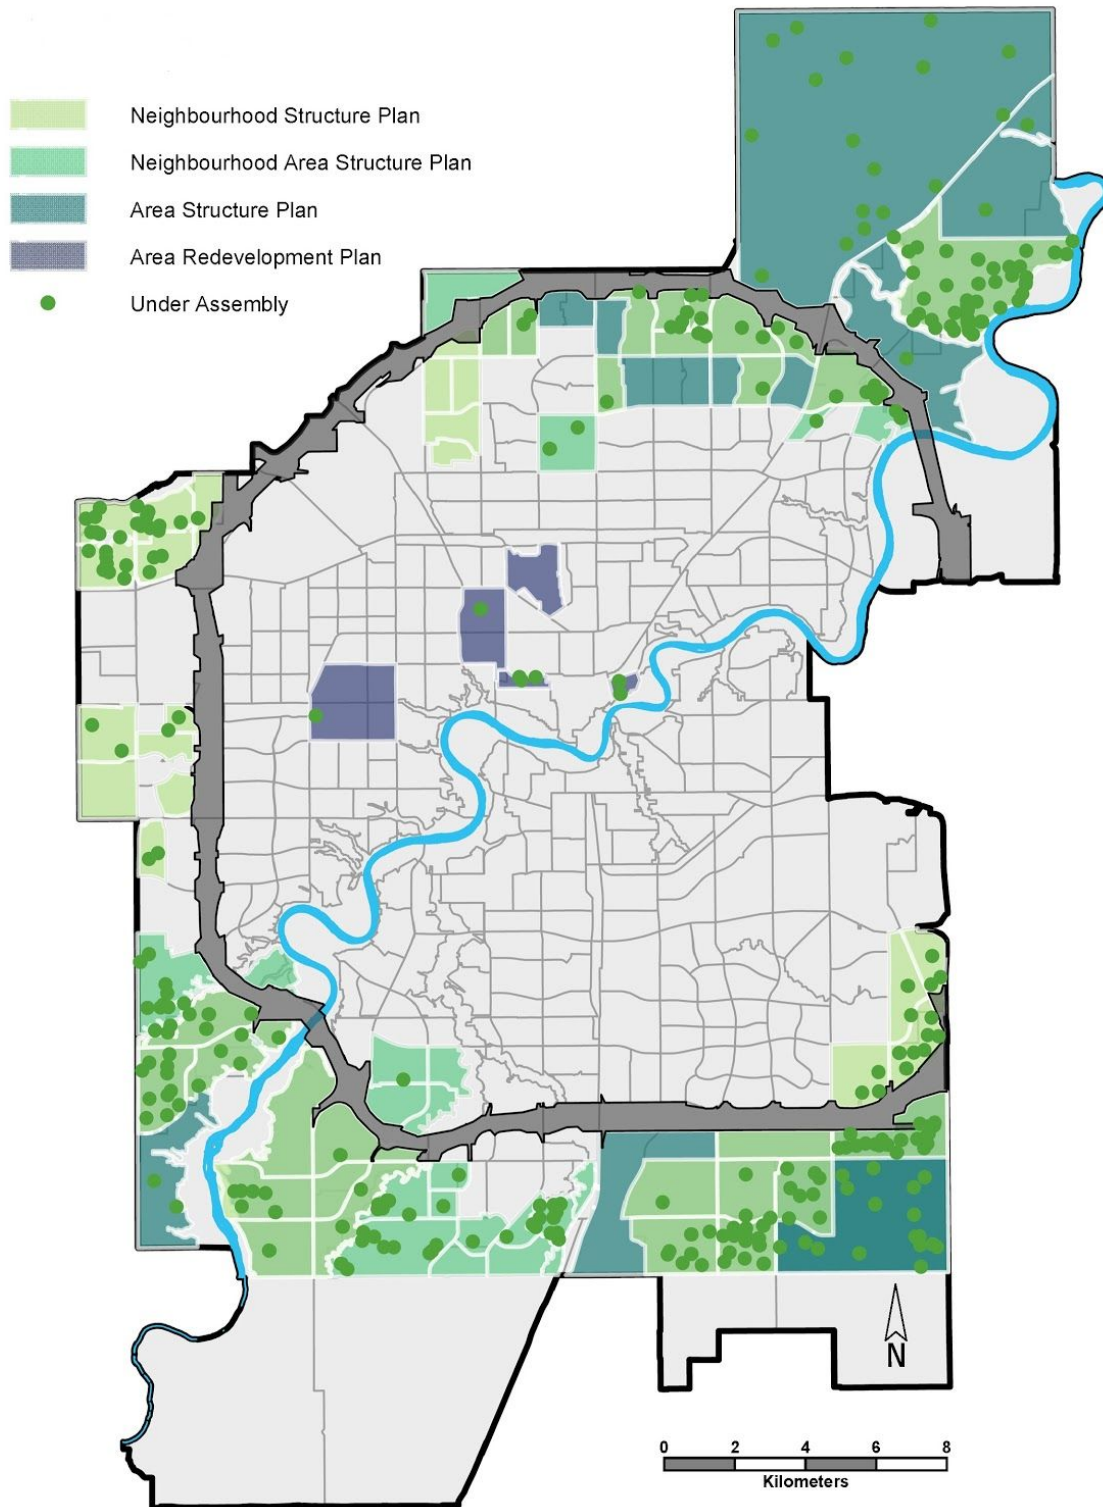 Neighbourhood Structure Plan
Neighbourhood Area Structure Plan
Area Structure Plan
Area Redevelopment Plan
Under Assembly
N
0 2 4 6 8
Kilometers